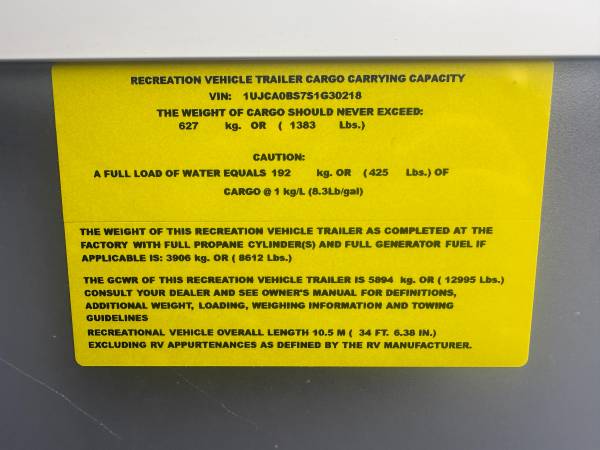 RECREATION VEHICLE TRAILER CARGO CARRYING CAPACITY
VIN: 1UJCA0BS7S1G30218
THE WEIGHT OF CARGO SHOULD NEVER EXCEED:
627 kg. OR ( 1383 Lbs.)
CAUTION:
A FULL LOAD OF WATER EQUALS 192 kg. OR (425 Lbs.) OF
CARGO @ 1 kg/L (8.3Lb/gal)
THE WEIGHT OF THIS RECREATION VEHICLE TRAILER AS COMPLETED AT THE
FACTORY WITH FULL PROPANE CYLINDER(S) AND FULL GENERATOR FUEL IF
APPLICABLE IS: 3906 kg. OR ( 8612 Lbs.)
THE GCWR OF THIS RECREATION VEHICLE TRAILER IS 5894 kg. OR ( 12995 Lbs.)
CONSULT YOUR DEALER AND SEE OWNER'S MANUAL FOR DEFINITIONS,
ADDITIONAL WEIGHT, LOADING, WEIGHING INFORMATION AND TOWING
GUIDELINES
RECREATIONAL VEHICLE OVERALL LENGTH 10.5 M ( 34 FT. 6.38 IN.)
EXCLUDING RV APPURTENANCES AS DEFINED BY THE RV MANUFACTURER.